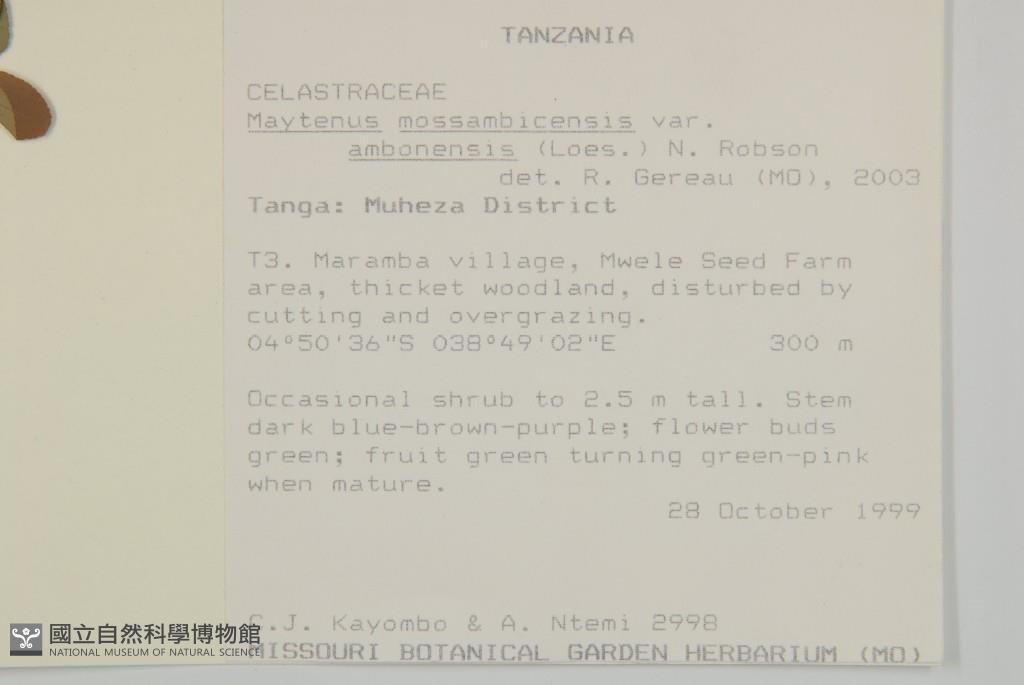 TANZANIA
CELASTRACEAE
Maytenus mossambicensis var.
ambonensis (Loes.) N. Robson
det. R. Gereau (MO), 2003
Tanga: Muheza District
T3. Maramba village, Mwele Seed Farm
area, thicket woodland, disturbed by
cutting and overgrazing.
04°50'36"S 038°49'02"E 300 m
Occasional shrub to 2.5 m tall. Stem
dark blue-brown-purple; flower buds
green; fruit green turning green-pink
when mature.
28 October 1999
C.J. Kayombo & A. Ntemi 2998
MISSOURI BOTANICAL GARDEN HERBARIUM (MO)
國立自然科學博物館
NATIONAL MUSEUM OF NATURAL SCIENCE